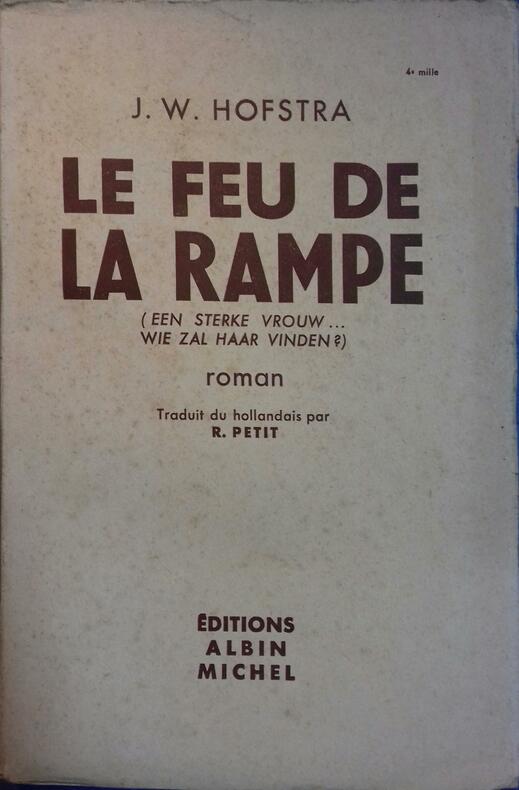 4e mille
J. W. HOFSTRA
LE FEU DE
LA RAMPE
(EEN STERKE VROUW...
WIE ZAL HAAR VINDEN?)
roman
Traduit du hollandais par
R. PETIT
ÉDITIONS
ALBIN
MICHEL